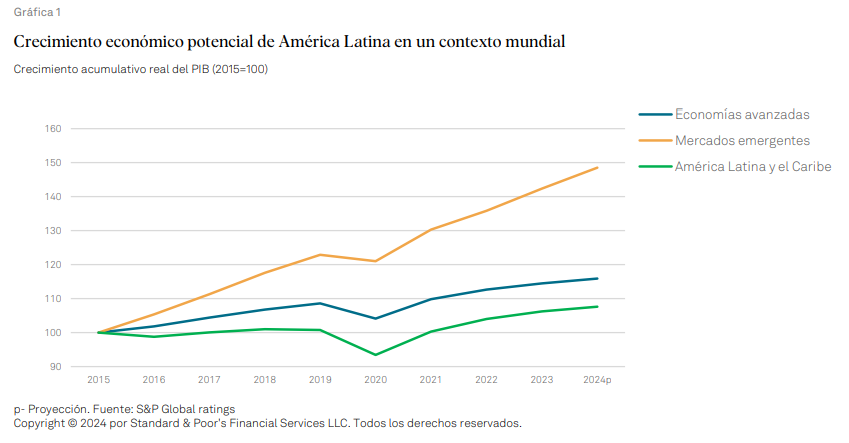 Gráfica 1
Crecimiento económico potencial de América Latina en un contexto mundial
Crecimiento acumulativo real del PIB (2015=100)
Economías avanzadas
Mercados emergentes
América Latina y el Caribe
160
150
140
130
120
110
100
90
2015 2016 2017 2018 2019 2020 2021 2022 2023 2024p
p- Proyección. Fuente: S&P Global ratings
Copyright © 2024 por Standard & Poor's Financial Services LLC. Todos los derechos reservados.